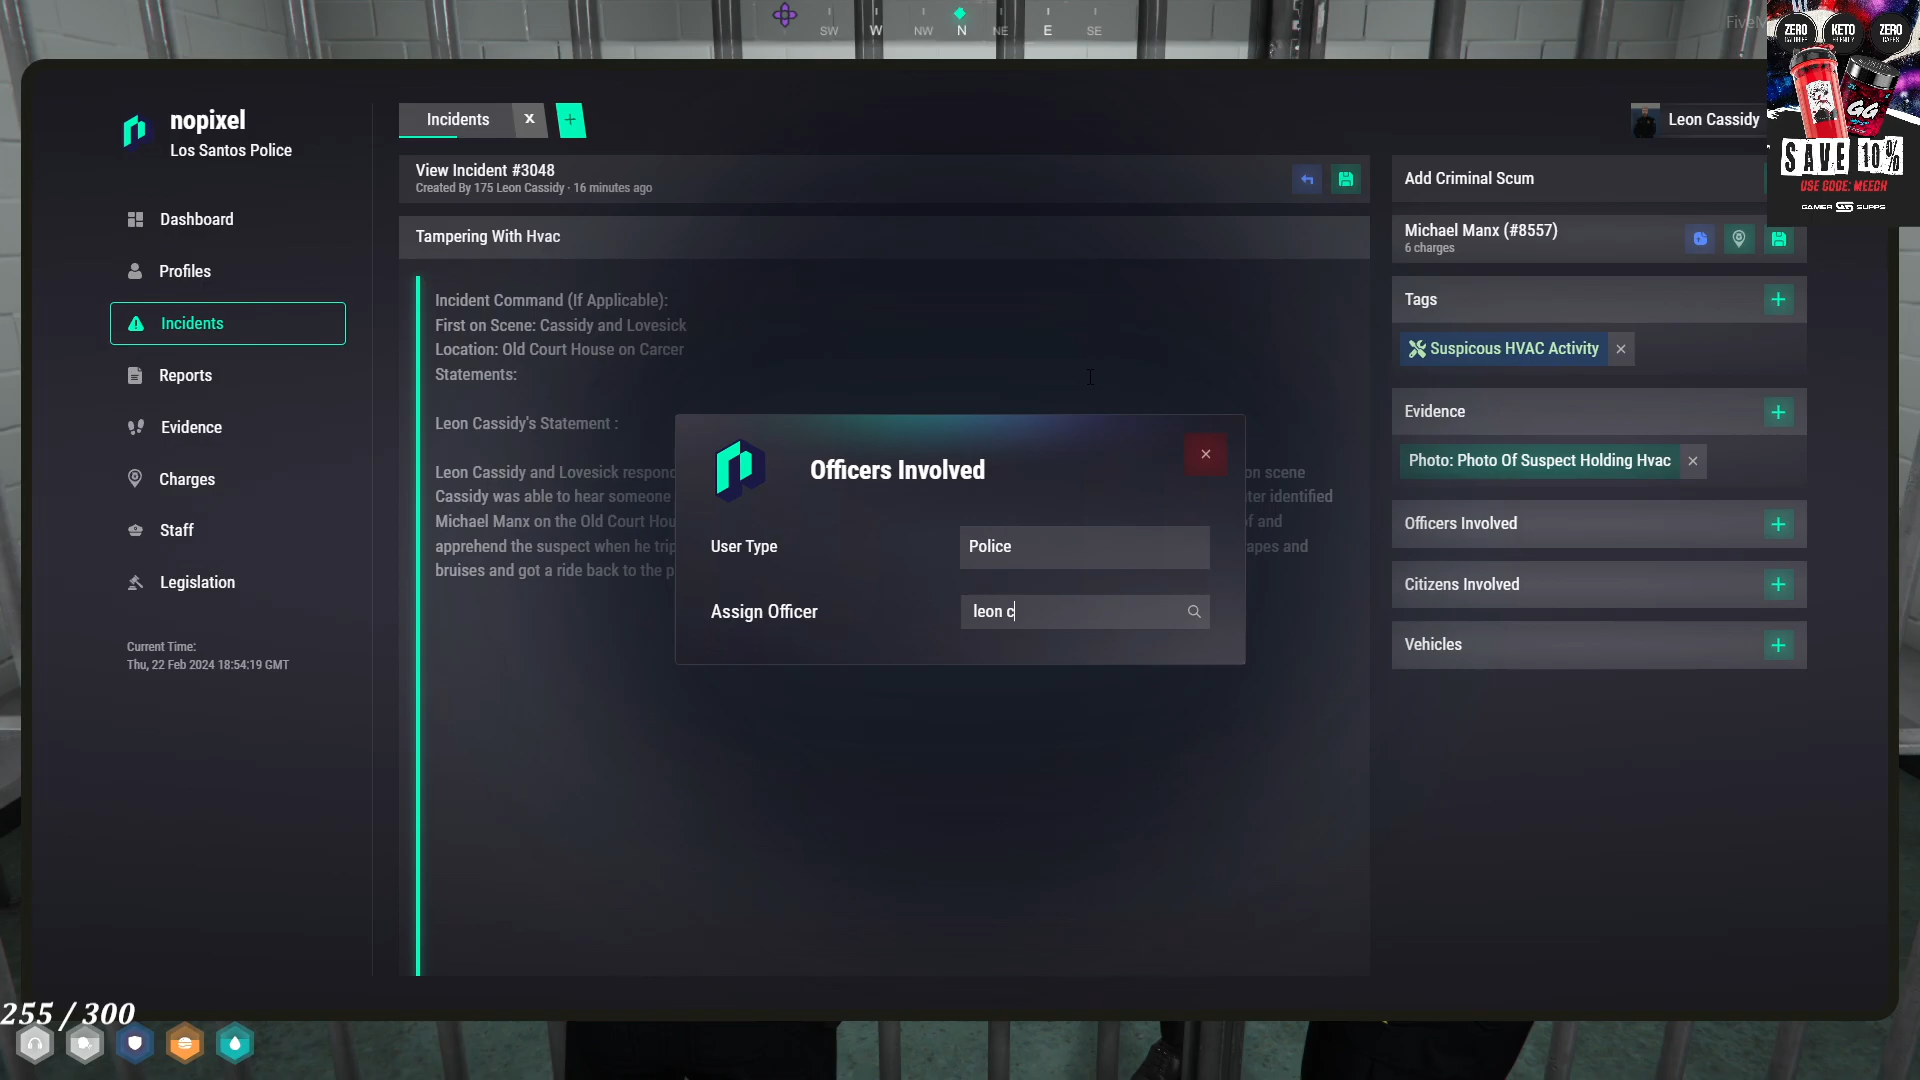 SW W NW N NE E SE
nopixel
Los Santos Police
Dashboard
Profiles
Incidents
Reports
Evidence
Charges
Staff
Legislation
Current Time:
Thu, 22 Feb 2024 18:54:19 GMT
Incidents x +
View Incident #3048
Created By 175 Leon Cassidy · 16 minutes ago
Tampering With Hvac
Incident Command (If Applicable):
First on Scene: Cassidy and Lovesick
Location: Old Court House on Carcer
Statements:
Leon Cassidy's Statement :
Leon Cassidy and Lovesick respond on scene
Cassidy was able to hear someone ter identified
Michael Manx on the Old Court Hou f and
apprehend the suspect when he trip apes and
bruises and got a ride back to the p
Officers Involved
User Type Police
Assign Officer leon c
Leon Cassidy
Add Criminal Scum
Michael Manx (#8557)
6 charges
Tags
Suspicous HVAC Activity
Evidence
Photo: Photo Of Suspect Holding Hvac
Officers Involved
Citizens Involved
Vehicles
FiveM
ZERO KETO ZERO
GG
SAVE 10%
USE CODE: MEECH
GAMER SUPPS
255 / 300